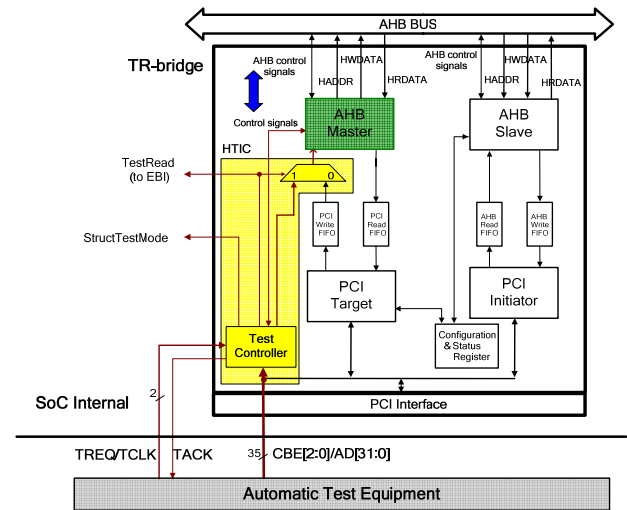 AHB BUS
TR-bridge
AHB control
signals
HWDATA
HADDR
HRDATA
AHB control
signals
HWDATA
HADDR
HRDATA
Control signals
AHB
Master
AHB
Slave
HTIC
TestRead
(to EBI)
1 0
PCI
Write
FIFO
PCI
Read
FIFO
AHB
Read
FIFO
AHB
Write
FIFO
StructTestMode
PCI
Target
PCI
Initiator
Test
Controller
Configuration
& Status
Register
2
SoC Internal
PCI Interface
TREQ/TCLK
TACK
35
CBE[2:0]/AD[31:0]
Automatic Test Equipment